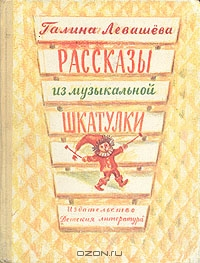 Галина Левашёва
РАССКАЗЫ
из музыкальной
ШКАТУЛКИ
Издательство
Детская литература
OZON.ru